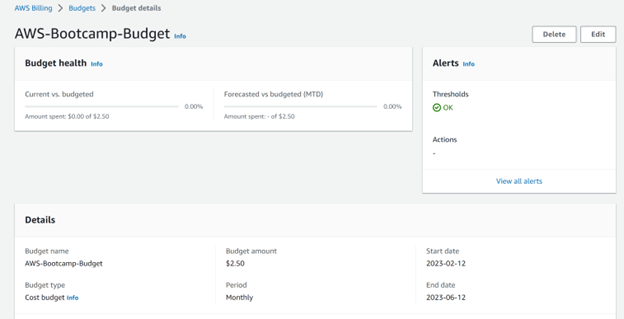 AWS Billing > Budgets > Budget details
AWS-Bootcamp-Budget Info
Delete Edit
Budget health Info
Current vs. budgeted
0.00%
Amount spent: $0.00 of $2.50
Forecasted vs budgeted (MTD)
0.00%
Amount spent: - of $2.50
Alerts Info
Thresholds
OK
Actions
-
View all alerts
Details
Budget name
AWS-Bootcamp-Budget
Budget type
Cost budget Info
Budget amount
$2.50
Period
Monthly
Start date
2023-02-12
End date
2023-06-12